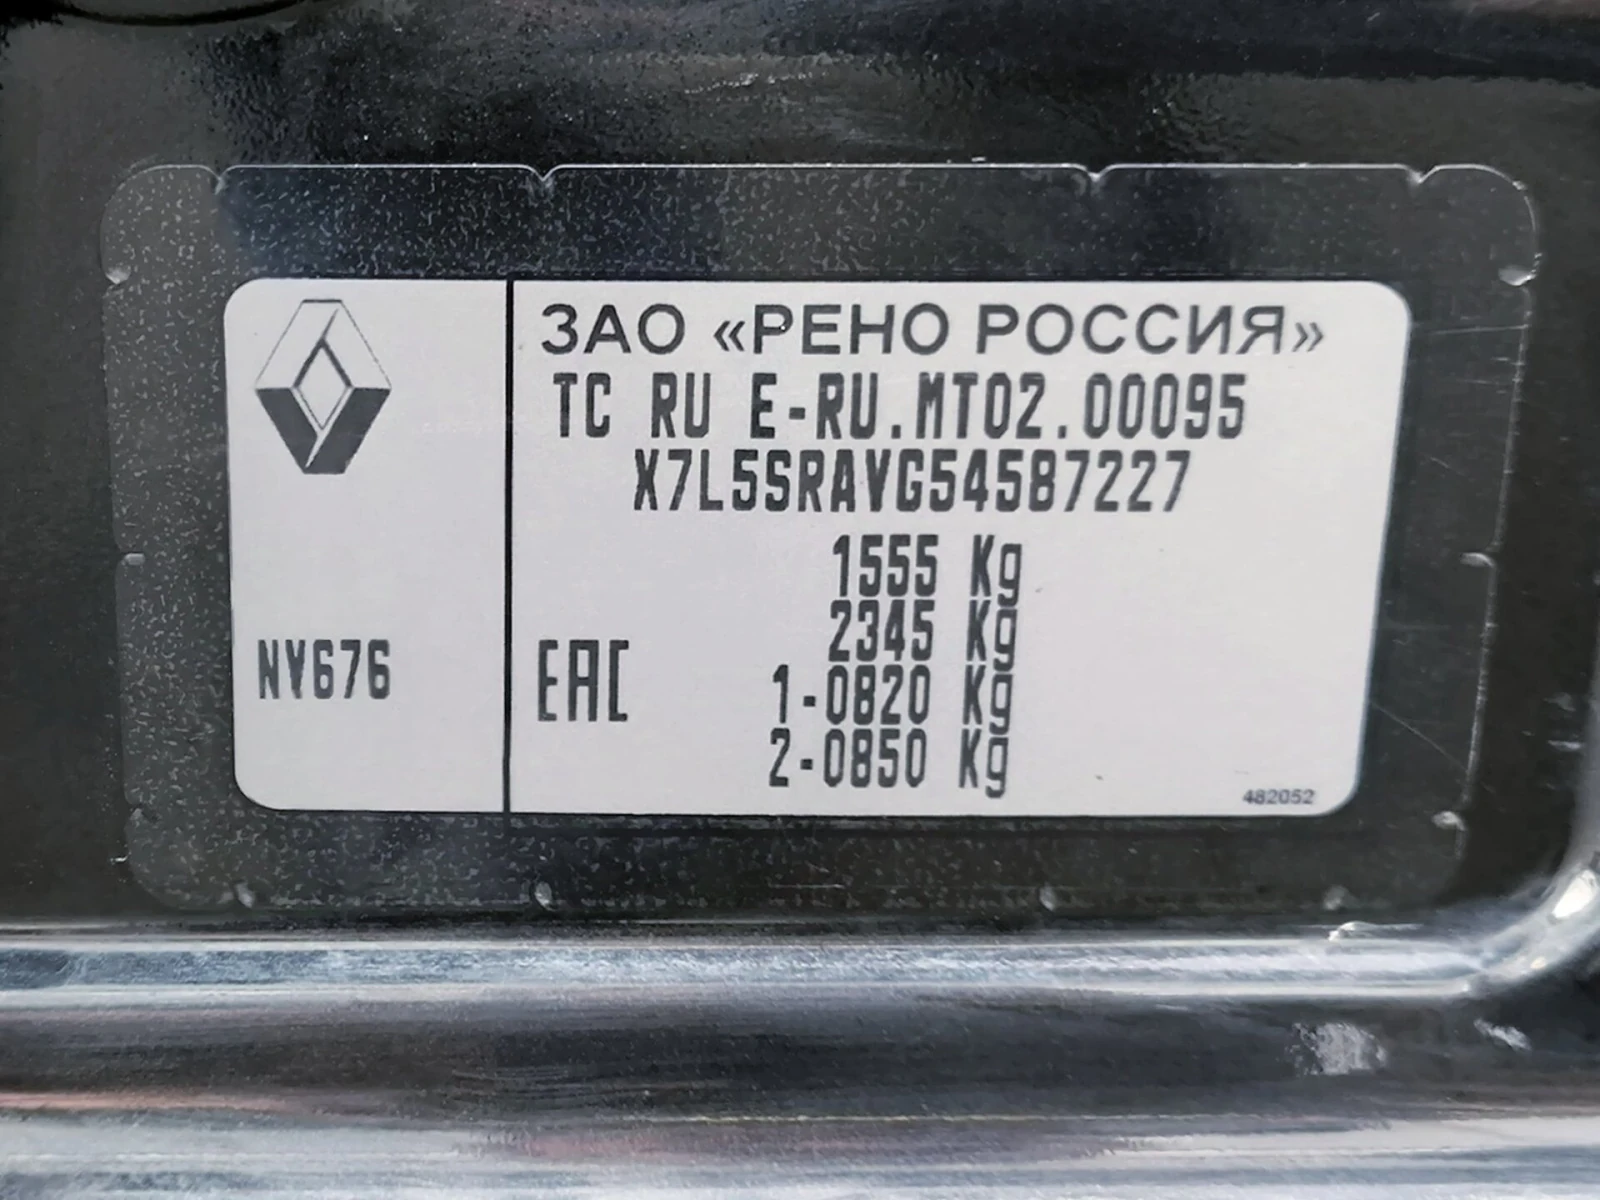 ЗАО «РЕНО РОССИЯ»
TC RU E-RU.MT02.00095
X7L5SRAVG54587227
1555 Kg
2345 Kg
NV676
EAC
1-0820 Kg
2-0850 Kg
482052